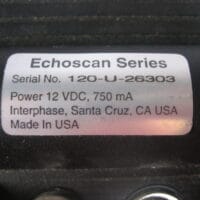 Echoscan Series
Serial No. 120-U-26303
Power 12 VDC, 750 mA
Interphase, Santa Cruz, CA USA
Made in USA